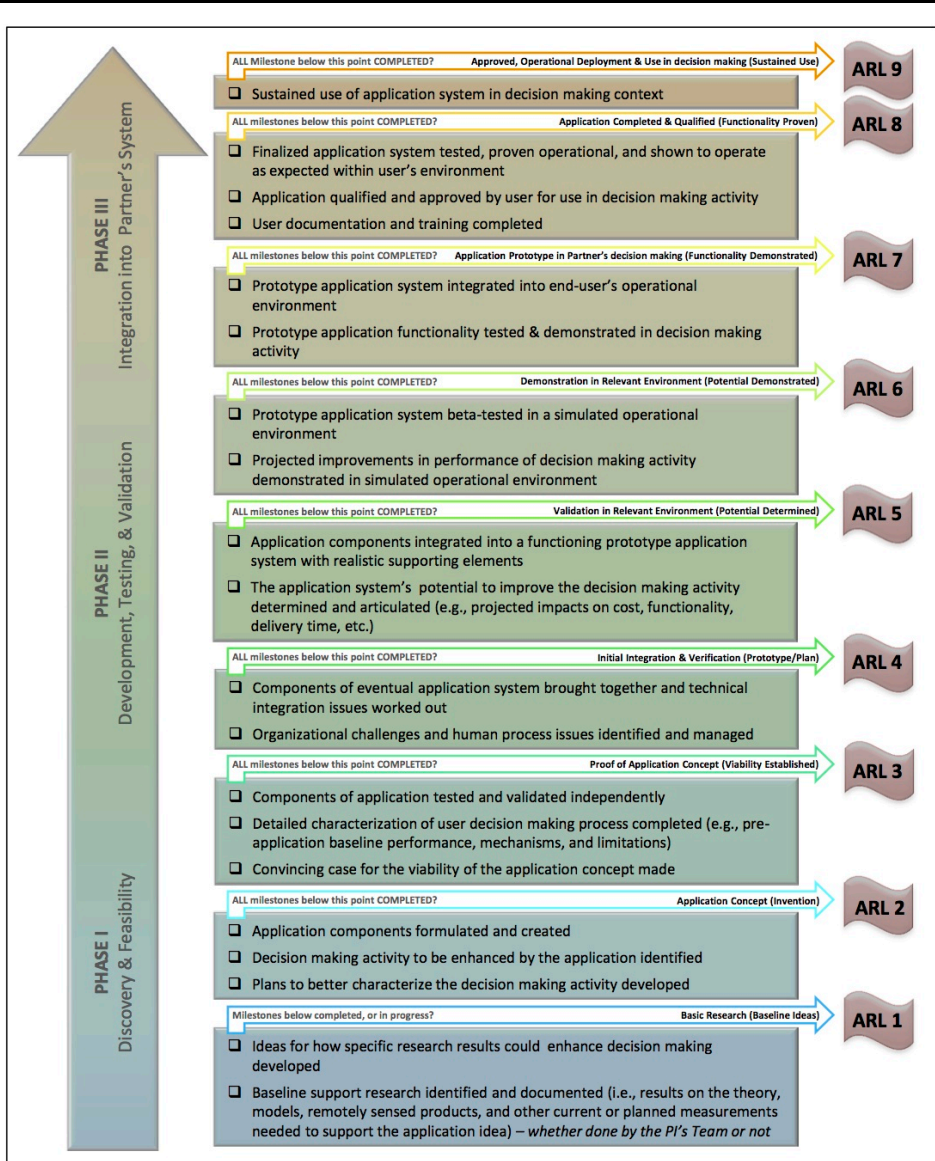 ALL Milestone below this point COMPLETED? Approved, Operational Deployment & Use in decision making (Sustained Use)
ARL 9
❑ Sustained use of application system in decision making context
ALL milestones below this point COMPLETED? Application Completed & Qualified (Functionality Proven)
ARL 8
❑ Finalized application system tested, proven operational, and shown to operate
as expected within user's environment
❑ Application qualified and approved by user for use in decision making activity
❑ User documentation and training completed
ALL milestones below this point COMPLETED? Application Prototype in Partner's decision making (Functionality Demonstrated)
ARL 7
❑ Prototype application system integrated into end-user's operational
environment
❑ Prototype application functionality tested & demonstrated in decision making
activity
PHASE III
Integration into Partner's System
ALL milestones below this point COMPLETED? Demonstration in Relevant Environment (Potential Demonstrated)
ARL 6
❑ Prototype application system beta-tested in a simulated operational
environment
❑ Projected improvements in performance of decision making activity
demonstrated in simulated operational environment
ALL milestones below this point COMPLETED? Validation in Relevant Environment (Potential Determined)
ARL 5
❑ Application components integrated into a functioning prototype application
system with realistic supporting elements
❑ The application system's potential to improve the decision making activity
determined and articulated (e.g., projected impacts on cost, functionality,
delivery time, etc.)
ALL milestones below this point COMPLETED? Initial Integration & Verification (Prototype/Plan)
ARL 4
❑ Components of eventual application system brought together and technical
integration issues worked out
❑ Organizational challenges and human process issues identified and managed
PHASE II
Development, Testing, & Validation
ALL milestones below this point COMPLETED? Proof of Application Concept (Viability Established)
ARL 3
❑ Components of application tested and validated independently
❑ Detailed characterization of user decision making process completed (e.g., pre-
application baseline performance, mechanisms, and limitations)
❑ Convincing case for the viability of the application concept made
ALL milestones below this point COMPLETED? Application Concept (Invention)
ARL 2
❑ Application components formulated and created
❑ Decision making activity to be enhanced by the application identified
❑ Plans to better characterize the decision making activity developed
Milestones below completed, or in progress? Basic Research (Baseline Ideas)
ARL 1
❑ Ideas for how specific research results could enhance decision making
developed
❑ Baseline support research identified and documented (i.e., results on the theory,
models, remotely sensed products, and other current or planned measurements
needed to support the application idea) – whether done by the PI's Team or not
PHASE I
Discovery & Feasibility